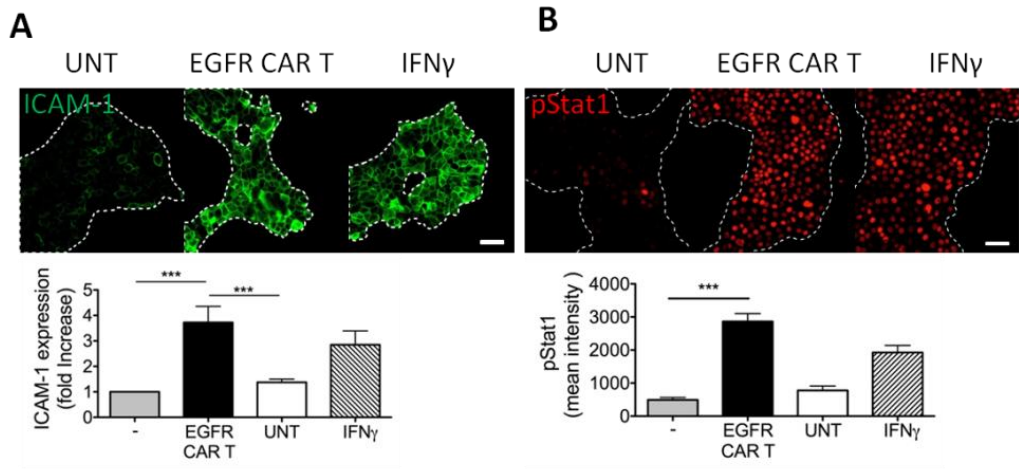 A
UNT EGFR CAR T IFNγ
ICAM-1
ICAM-1 expression
(fold Increase)
5
4
3
2
1
0
***
***
-
EGFR
CAR T
UNT
IFNγ
B
UNT EGFR CAR T IFNγ
pStat1
pStat1
(mean intensity )
4000
3000
2000
1000
0
***
-
EGFR
CAR T
UNT
IFNγ